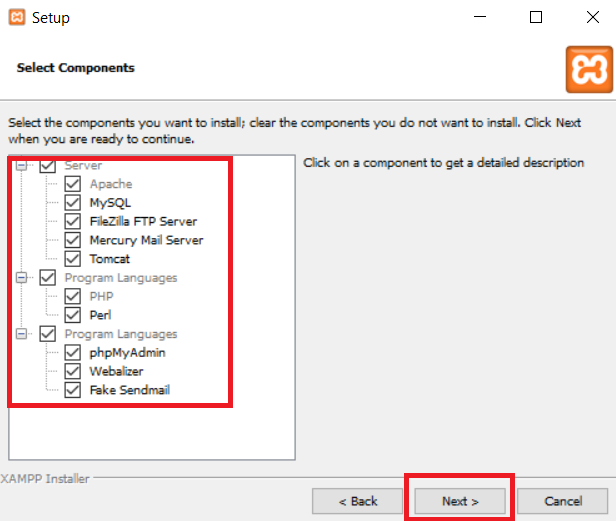 Setup
Select Components
Select the components you want to install; clear the components you do not want to install. Click Next
when you are ready to continue.
Server
Apache
MySQL
FileZilla FTP Server
Mercury Mail Server
Tomcat
Program Languages
PHP
Perl
Program Languages
phpMyAdmin
Webalizer
Fake Sendmail
Click on a component to get a detailed description
XAMPP Installer
< Back
Next >
Cancel